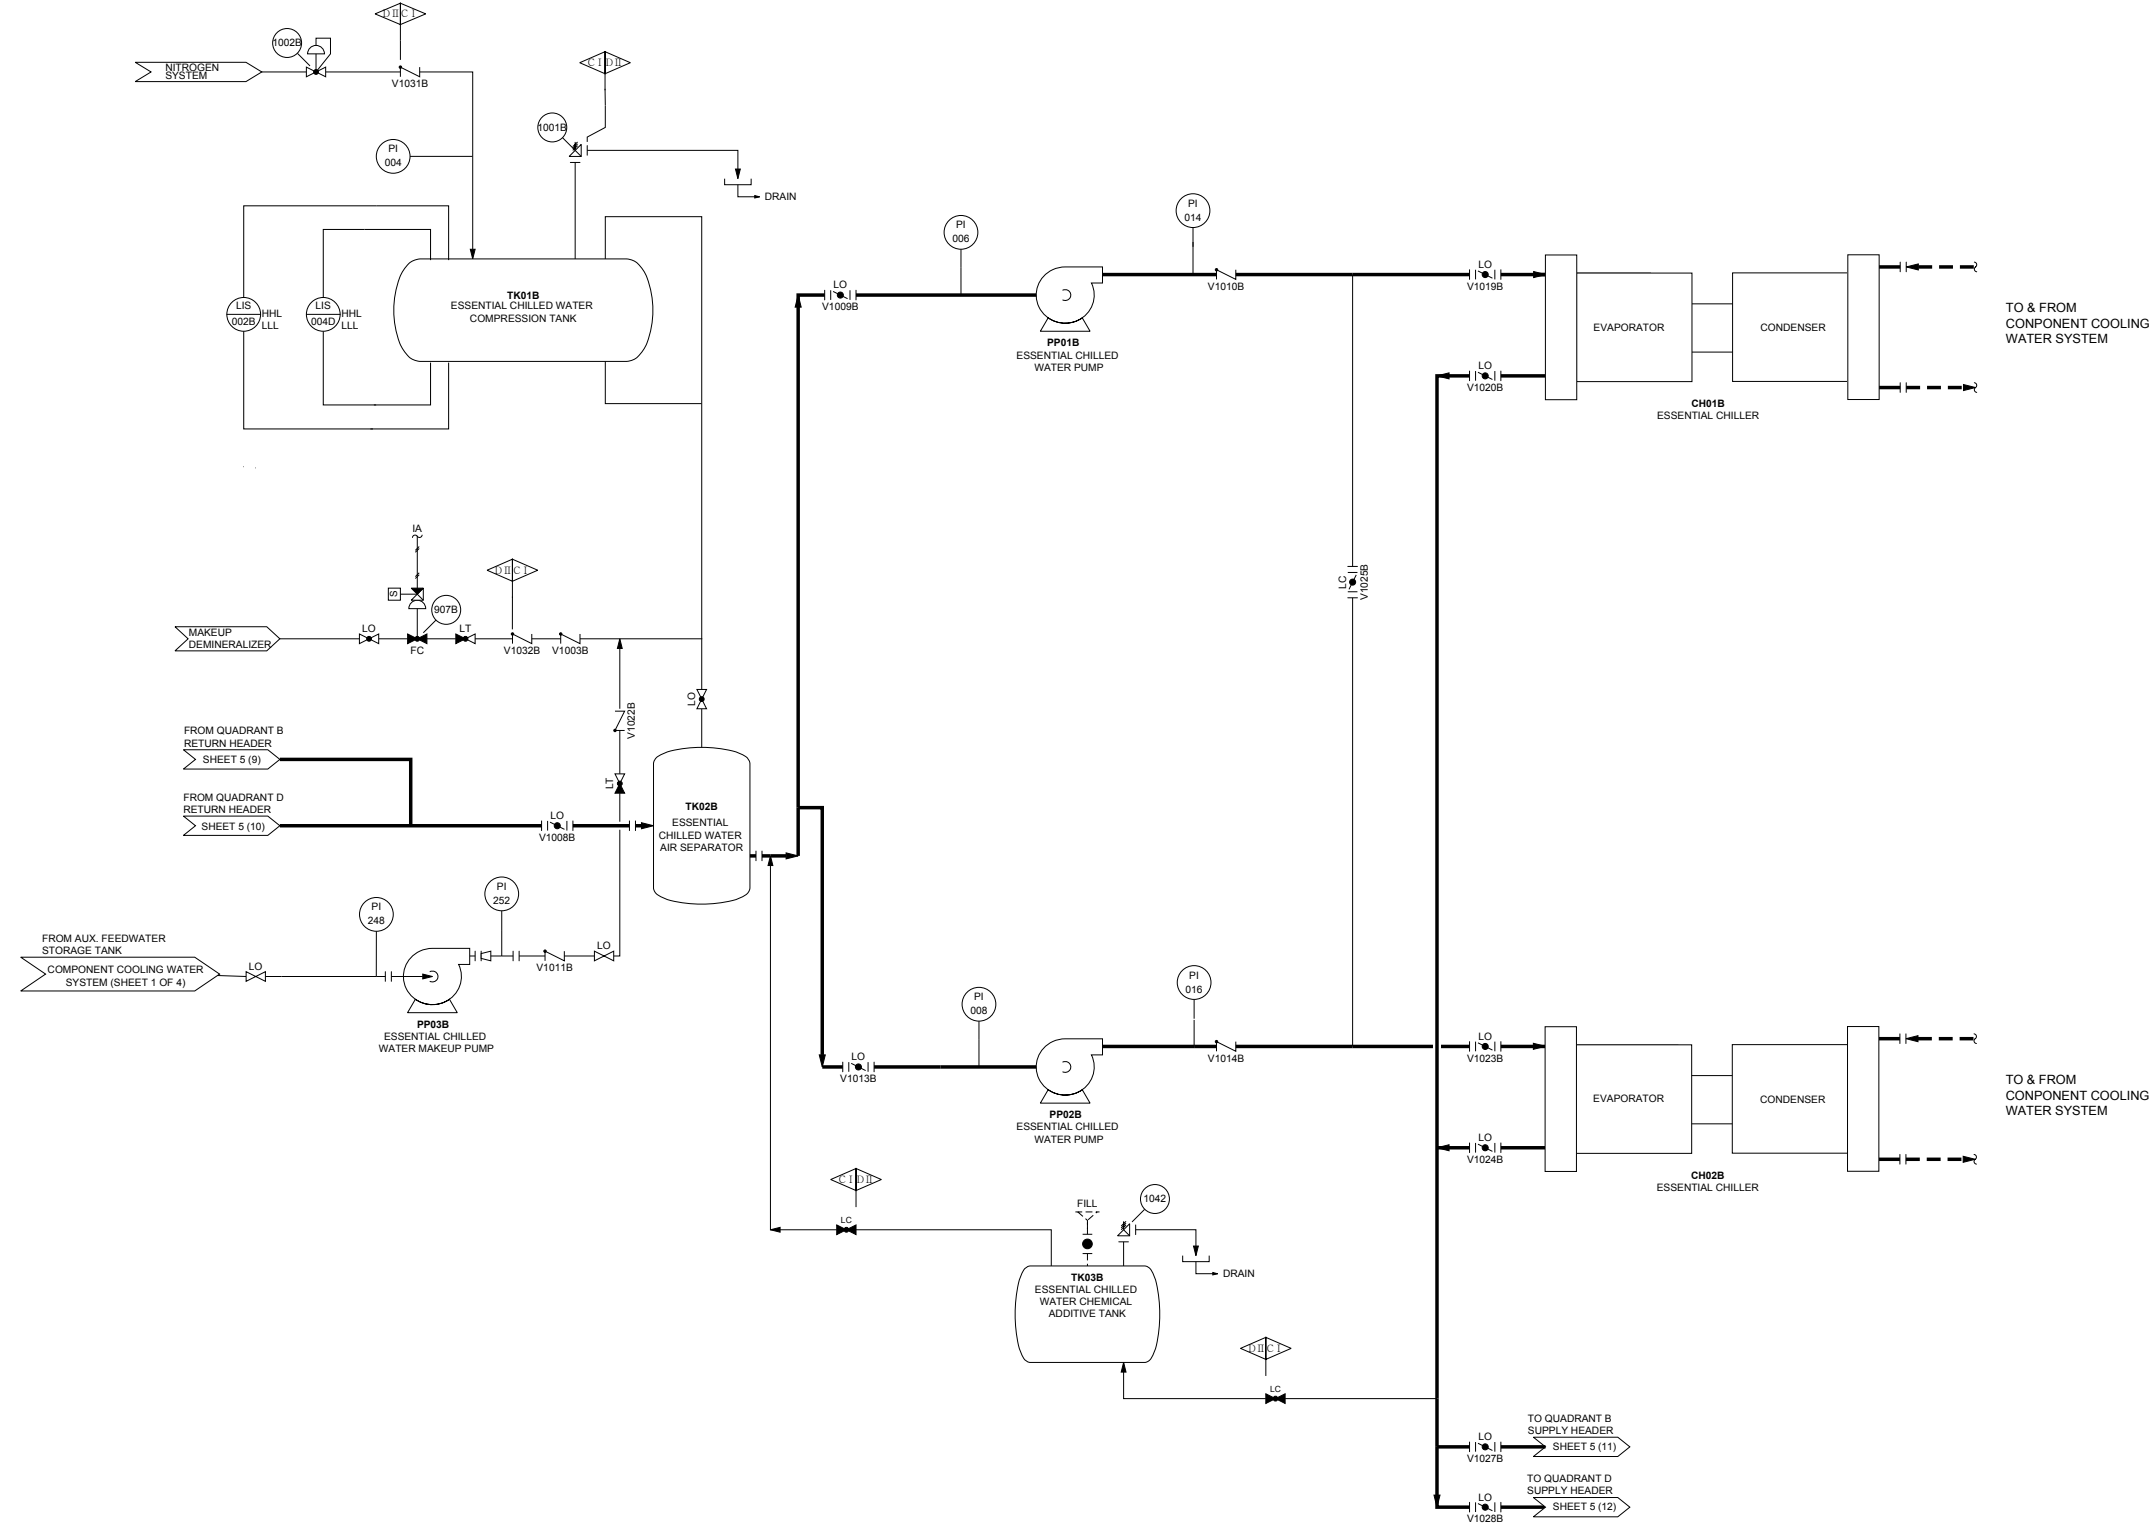 DⅡ C I
1002B
NITROGEN
SYSTEM
V1031B
C I DⅡ
1001B
PI
004
DRAIN
TK01B
ESSENTIAL CHILLED WATER
COMPRESSION TANK
LIS
002B
HHL
LLL
LIS
004D
HHL
LLL
PI
006
PI
014
LO
V1009B
V1010B
LO
V1019B
PP01B
ESSENTIAL CHILLED
WATER PUMP
EVAPORATOR
CONDENSER
TO & FROM
CONPONENT COOLING
WATER SYSTEM
LO
V1020B
CH01B
ESSENTIAL CHILLER
IA
S
907B
DⅡ C I
MAKEUP
DEMINERALIZER
LO
FC
LT
V1032B
V1003B
LC
V1025B
LO
V1022B
LT
FROM QUADRANT B
RETURN HEADER
SHEET 5 (9)
FROM QUADRANT D
RETURN HEADER
SHEET 5 (10)
LO
V1008B
TK02B
ESSENTIAL
CHILLED WATER
AIR SEPARATOR
FROM AUX. FEEDWATER
STORAGE TANK
COMPONENT COOLING WATER
SYSTEM (SHEET 1 OF 4)
LO
PI
248
PI
252
V1011B
LO
PP03B
ESSENTIAL CHILLED
WATER MAKEUP PUMP
PI
008
PI
016
LO
V1013B
V1014B
LO
V1023B
PP02B
ESSENTIAL CHILLED
WATER PUMP
EVAPORATOR
CONDENSER
TO & FROM
CONPONENT COOLING
WATER SYSTEM
LO
V1024B
CH02B
ESSENTIAL CHILLER
C I DⅡ
LC
FILL
1042
DRAIN
TK03B
ESSENTIAL CHILLED
WATER CHEMICAL
ADDITIVE TANK
DⅡ C I
LC
TO QUADRANT B
SUPPLY HEADER
SHEET 5 (11)
LO
V1027B
TO QUADRANT D
SUPPLY HEADER
SHEET 5 (12)
LO
V1028B